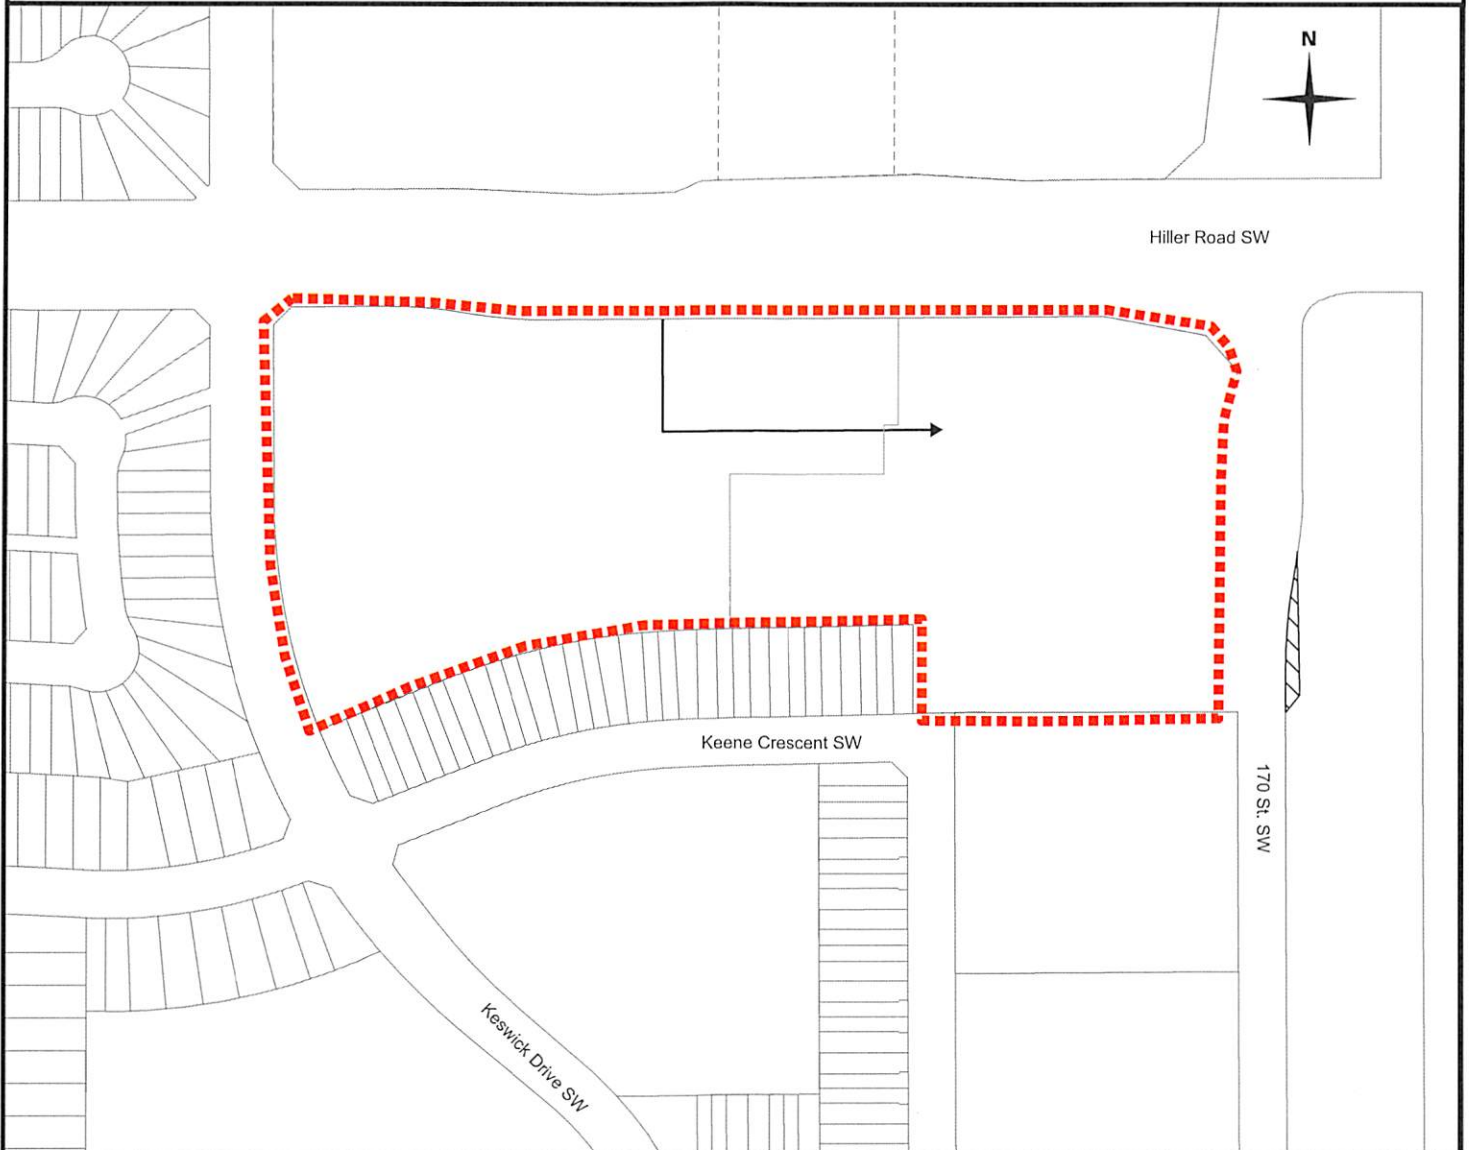 N
Hiller Road SW
Keene Crescent SW
170 St. SW
Keswick Drive SW